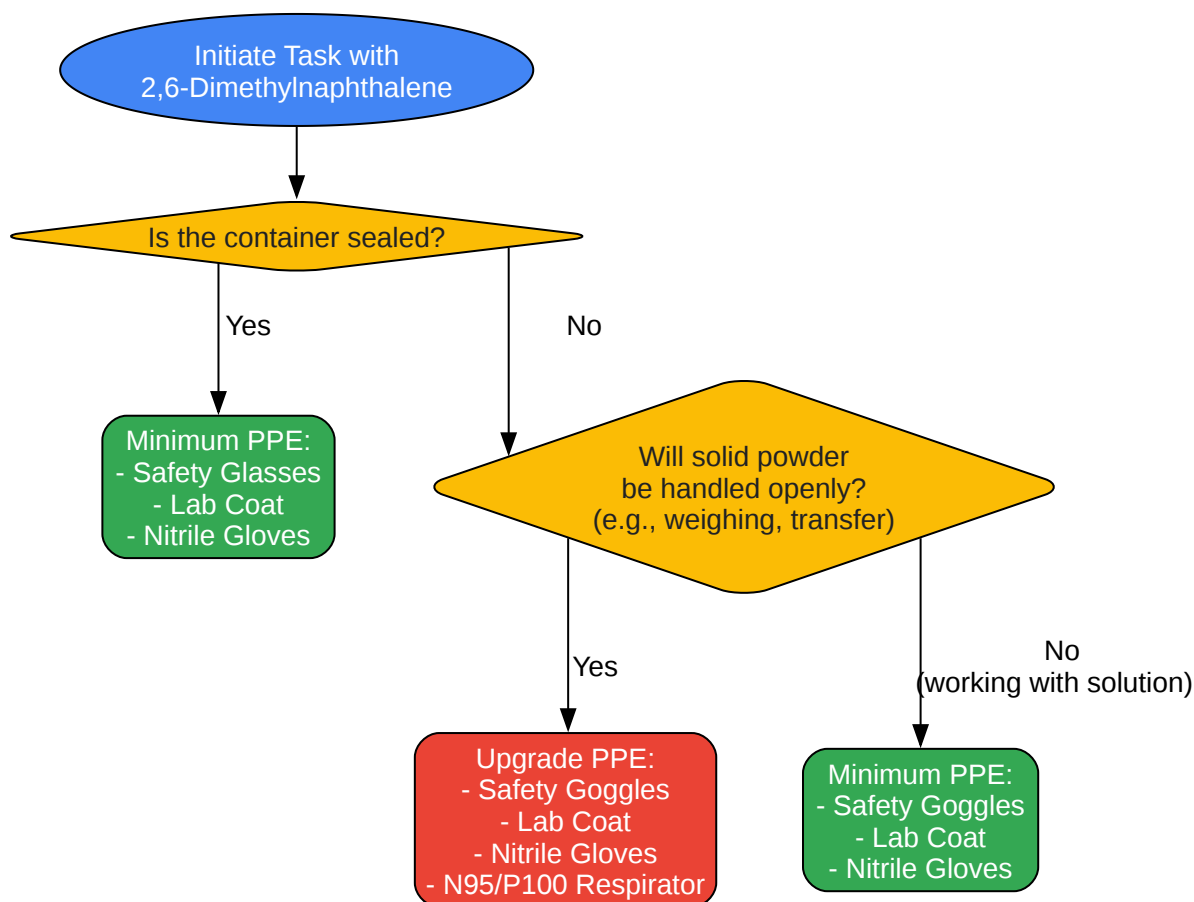 Initiate Task with
2,6-Dimethylnaphthalene
Is the container sealed?
Yes
No
Minimum PPE:
- Safety Glasses
- Lab Coat
- Nitrile Gloves
Will solid powder
be handled openly?
(e.g., weighing, transfer)
Yes
No
(working with solution)
Upgrade PPE:
- Safety Goggles
- Lab Coat
- Nitrile Gloves
- N95/P100 Respirator
Minimum PPE:
- Safety Goggles
- Lab Coat
- Nitrile Gloves